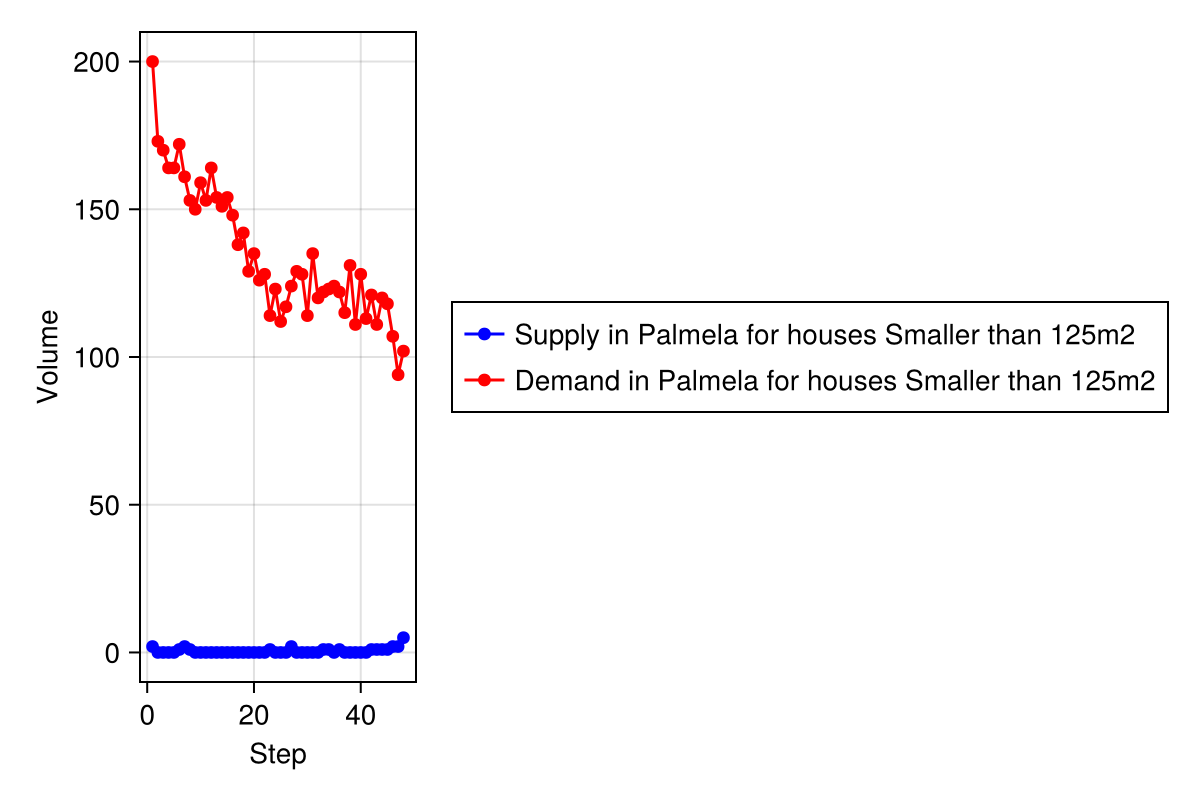 200
150
100
50
0
Volume
0 20 40
Step
Supply in Palmela for houses Smaller than 125m2
Demand in Palmela for houses Smaller than 125m2